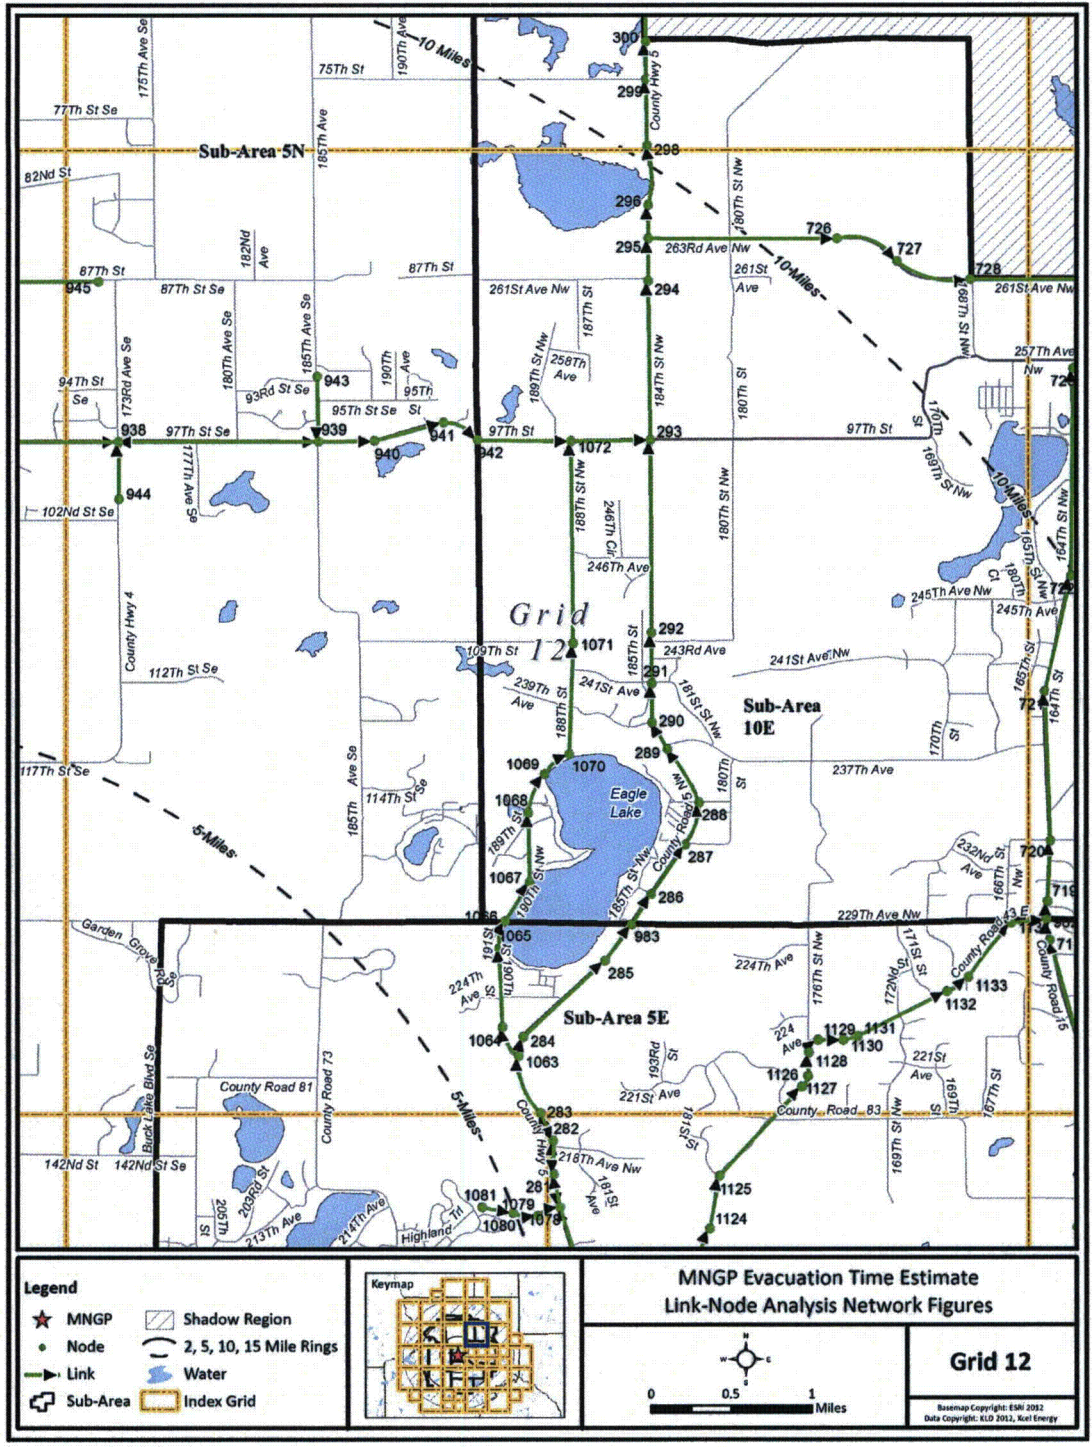 300
10 Miles
190Th Ave
175Th Ave Se
75Th St
County Hwy 5
299
77Th St Se
185Th Ave
Sub-Area 5N
298
82Nd St
180Th St Nw
296
182Nd Ave
726
295
263Rd Ave Nw
727
10 Miles
87Th St
87Th St
261St Ave
728
945
87Th St Se
261St Ave Nw
187Th St
294
168Th St Nw
261St Ave Nw
173Rd Ave Se
180Th Ave Se
185Th Ave Se
189Th St Nw
258Th Ave
184Th St Nw
257Th Ave Nw
943
190Th Ave
94Th St Se
93Rd St Se
95Th St
180Th St
170Th St
95Th St Se
938
97Th St Se
939
940
941
942
97Th St
1072
293
97Th St
177Th Ave Se
944
188Th St Nw
180Th St Nw
169Th St Nw
10 Miles
102Nd St Se
246Th Cir
246Th Ave
165Th St Nw
164Th St Nw
180Th Ct
245Th Ave Nw
245Th Ave
County Hwy 4
Grid
12
292
1071
185Th St
243Rd Ave
109Th St
112Th St Se
291
241St Ave Nw
239Th Ave
241St Ave
181St St Nw
165Th St
164Th St
188Th St
Sub-Area
10E
290
170Th St
289
117Th St Se
1069
1070
180Th St
237Th Ave
185Th Ave Se
114Th St Se
1068
Eagle
Lake
County Road 5 Nw
288
5 Miles
189Th St
287
720
232Nd Ave
166Th St Nw
1067
190Th St Nw
185Th St Nw
286
719
1066
229Th Ave Nw
Garden Grove Rd Se
1065
983
County Road 43 E
191St St
190Th St
285
224Th Ave
176Th St Nw
171St St
172Nd St
County Road 15
224Th Ave
1133
1132
Sub-Area 5E
1064
284
1063
224 Ave
1129
1131
1130
1128
193Rd St
221St Ave
1126
1127
221St Ave
County Road 81
County Road 73
Buck Lake Blvd Se
5 Miles
County Hwy 5
283
282
181St St
County Road 83
169Th St
167Th St
169Th St Nw
142Nd St
142Nd St Se
218Th Ave Nw
203Rd St
205Th St
281
181St Ave
1125
1081
1079
1080
1078
213Th Ave
214Th Ave
Highland Trl
1124
Legend
MNGP
Node
Link
Sub-Area
Shadow Region
2, 5, 10, 15 Mile Rings
Water
Index Grid
Keymap
MNGP Evacuation Time Estimate
Link-Node Analysis Network Figures
N
W
E
S
0 0.5 1
Miles
Grid 12
Basemap Copyright: ESRI 2012
Data Copyright: KLD 2012, Xcel Energy